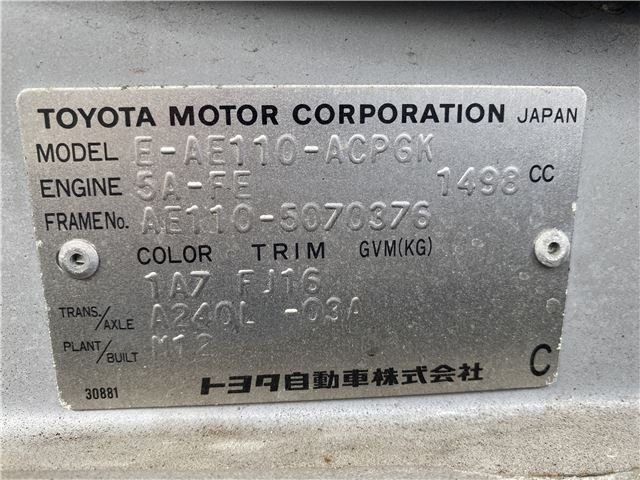 TOYOTA MOTOR CORPORATION JAPAN
MODEL E-AE110-ACPGK
ENGINE 5A-FE 1498 CC
FRAME No. AE110-5070376
COLOR TRIM GVM(KG)
1A7 FJ16
TRANS./AXLE A240L -03A
PLANT/BUILT M12
トヨタ自動車株式会社
C
30881